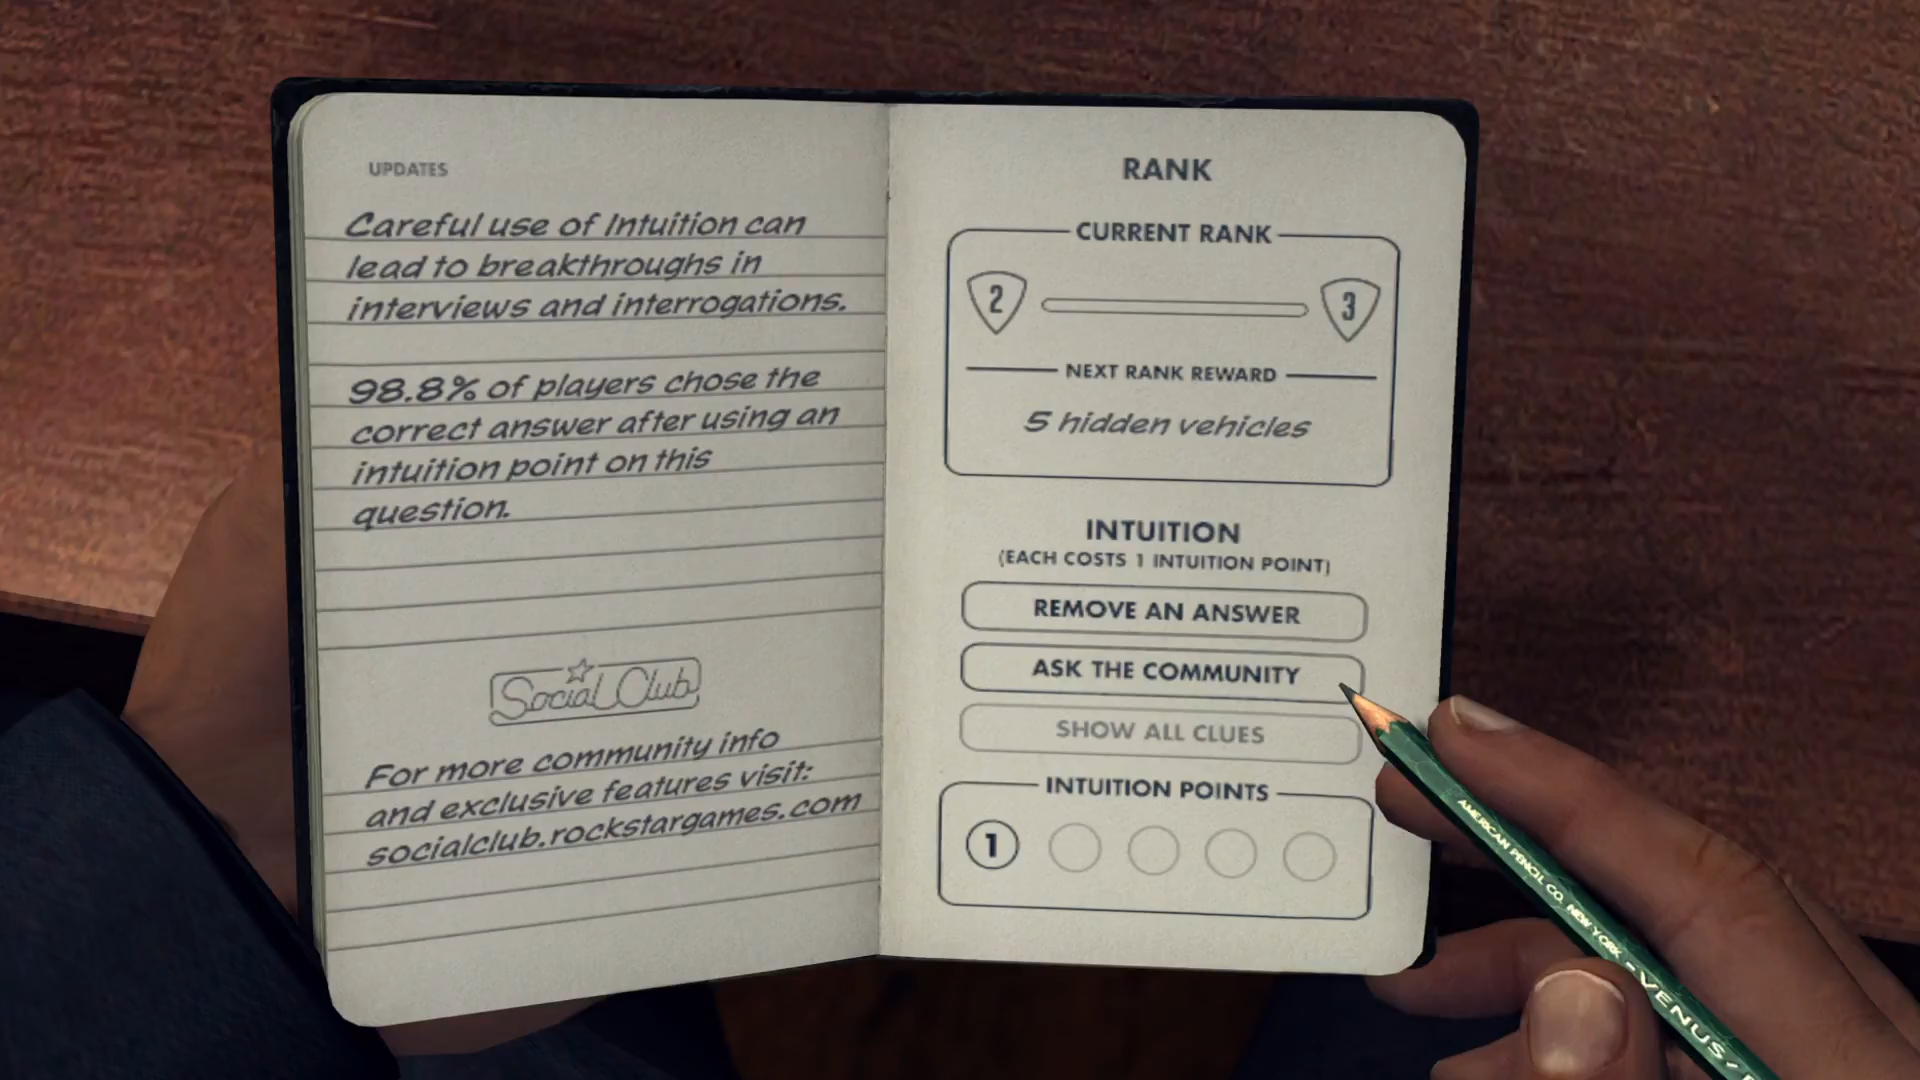 UPDATES
Careful use of Intuition can
lead to breakthroughs in
interviews and interrogations.
98.8% of players chose the
correct answer after using an
intuition point on this
question.
Social Club
For more community info
and exclusive features visit:
socialclub.rockstargames.com
RANK
CURRENT RANK
2
3
NEXT RANK REWARD
5 hidden vehicles
INTUITION
(EACH COSTS 1 INTUITION POINT)
REMOVE AN ANSWER
ASK THE COMMUNITY
SHOW ALL CLUES
INTUITION POINTS
1
AMERICAN PENCIL CO. NEW YORK - VENUS/